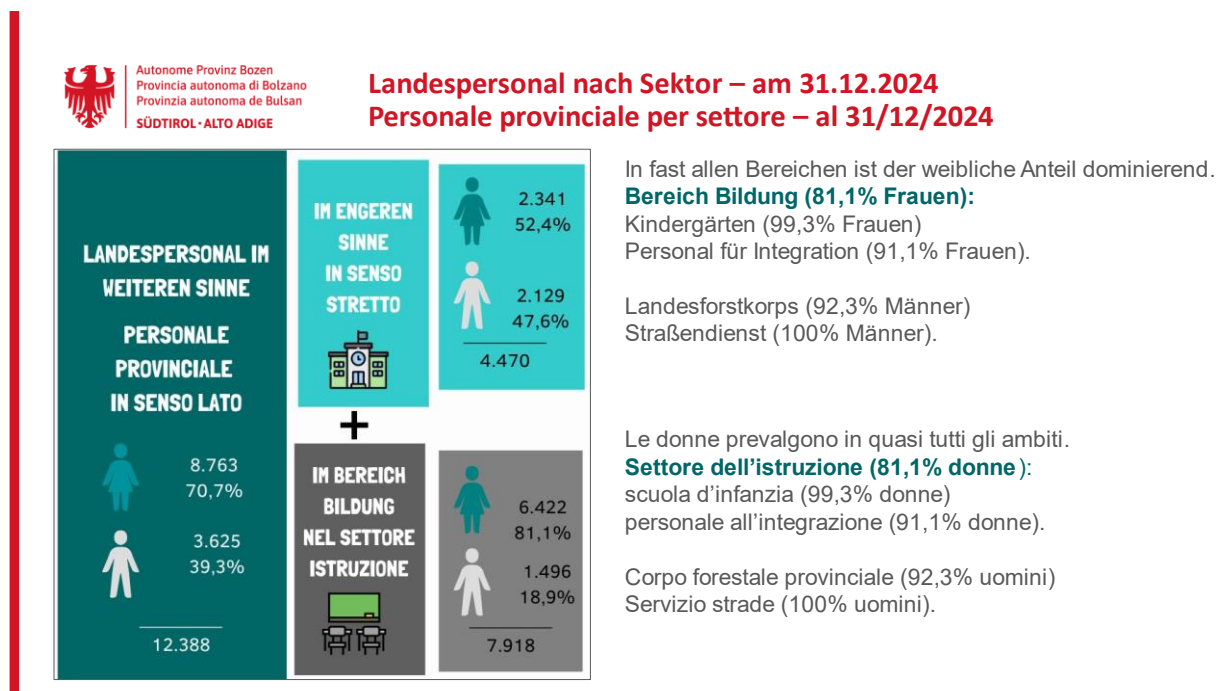 Autonome Provinz Bozen
Provincia autonoma di Bolzano
Provinzia autonoma de Bulsan
SÜDTIROL · ALTO ADIGE
Landespersonal nach Sektor – am 31.12.2024
Personale provinciale per settore – al 31/12/2024
LANDESPERSONAL IM
WEITEREN SINNE
PERSONALE
PROVINCIALE
IN SENSO LATO
8.763
70,7%
3.625
39,3%
12.388
IM ENGEREN
SINNE
IN SENSO
STRETTO
2.341
52,4%
2.129
47,6%
4.470
+
IM BEREICH
BILDUNG
NEL SETTORE
ISTRUZIONE
6.422
81,1%
1.496
18,9%
7.918
In fast allen Bereichen ist der weibliche Anteil dominierend.
Bereich Bildung (81,1% Frauen):
Kindergärten (99,3% Frauen)
Personal für Integration (91,1% Frauen).
Landesforstkorps (92,3% Männer)
Straßendienst (100% Männer).
Le donne prevalgono in quasi tutti gli ambiti.
Settore dell’istruzione (81,1% donne):
scuola d’infanzia (99,3% donne)
personale all’integrazione (91,1% donne).
Corpo forestale provinciale (92,3% uomini)
Servizio strade (100% uomini).